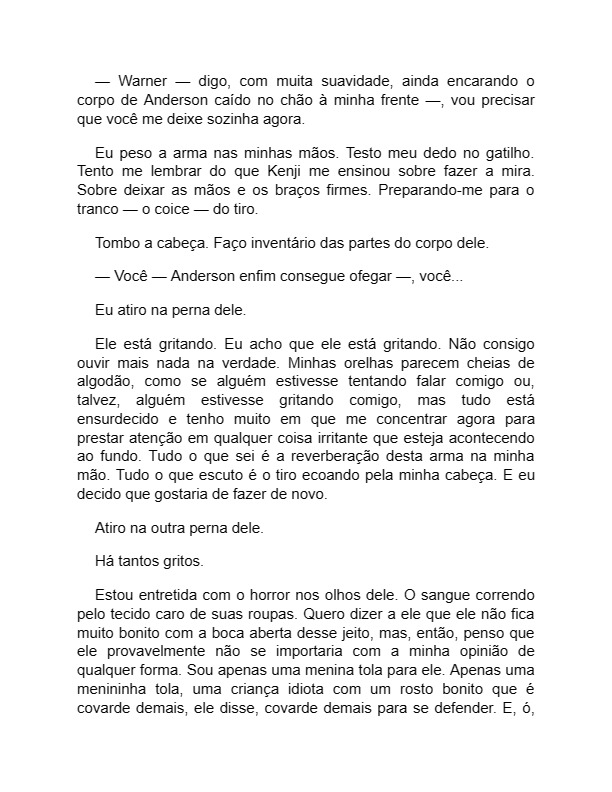 — Warner — digo, com muita suavidade, ainda encarando o
corpo de Anderson caído no chão à minha frente —, vou precisar
que você me deixe sozinha agora.
Eu peso a arma nas minhas mãos. Testo meu dedo no gatilho.
Tento me lembrar do que Kenji me ensinou sobre fazer a mira.
Sobre deixar as mãos e os braços firmes. Preparando-me para o
tranco — o coice — do tiro.
Tombo a cabeça. Faço inventário das partes do corpo dele.
— Você — Anderson enfim consegue ofegar —, você...
Eu atiro na perna dele.
Ele está gritando. Eu acho que ele está gritando. Não consigo
ouvir mais nada na verdade. Minhas orelhas parecem cheias de
algodão, como se alguém estivesse tentando falar comigo ou,
talvez, alguém estivesse gritando comigo, mas tudo está
ensurdecido e tenho muito em que me concentrar agora para
prestar atenção em qualquer coisa irritante que esteja acontecendo
ao fundo. Tudo o que sei é a reverberação desta arma na minha
mão. Tudo o que escuto é o tiro ecoando pela minha cabeça. E eu
decido que gostaria de fazer de novo.
Atiro na outra perna dele.
Há tantos gritos.
Estou entretida com o horror nos olhos dele. O sangue correndo
pelo tecido caro de suas roupas. Quero dizer a ele que ele não fica
muito bonito com a boca aberta desse jeito, mas, então, penso que
ele provavelmente não se importaria com a minha opinião de
qualquer forma. Sou apenas uma menina tola para ele. Apenas uma
menininha tola, uma criança idiota com um rosto bonito que é
covarde demais, ele disse, covarde demais para se defender. E, ó,